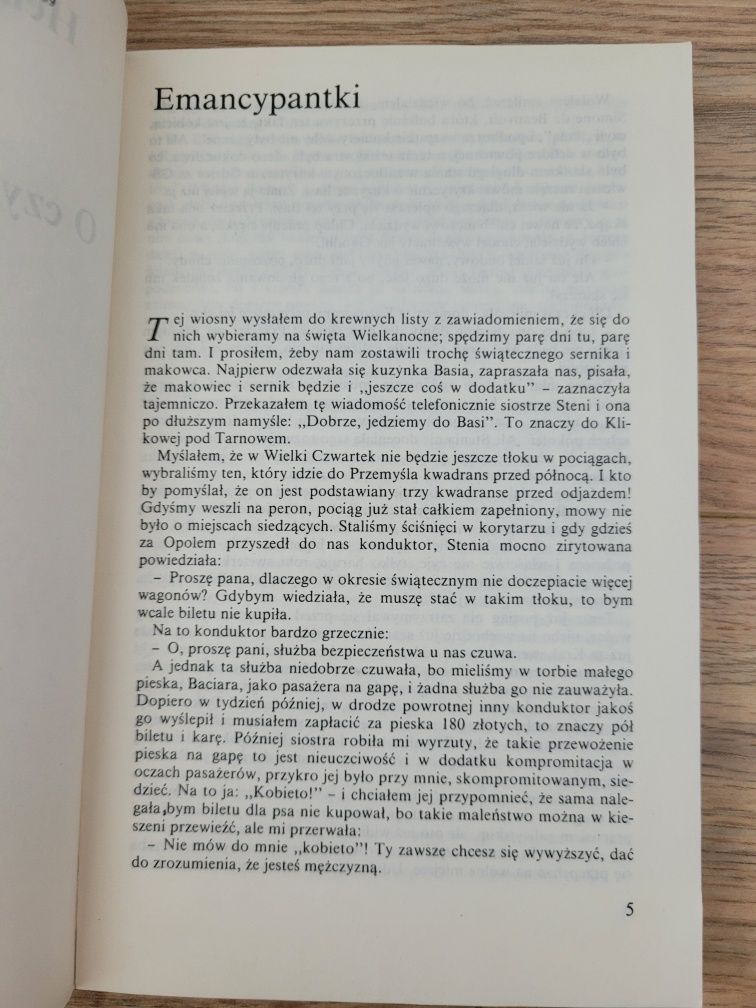 Emancypantki
Tej wiosny wysłałem do krewnych listy z zawiadomieniem, że się do
nich wybieramy na święta Wielkanocne; spędzimy parę dni tu, parę
dni tam. I prosiłem, żeby nam zostawili trochę świątecznego sernika i
makowca. Najpierw odezwała się kuzynka Basia, zapraszała nas, pisała,
że makowiec i sernik będzie i „jeszcze coś w dodatku” – zaznaczyła
tajemniczo. Przekazałem tę wiadomość telefonicznie siostrze Steni i ona
po dłuższym namyśle: „Dobrze, jedziemy do Basi”. To znaczy do Kli-
kowej pod Tarnowem.
Myślałem, że w Wielki Czwartek nie będzie jeszcze tłoku w pociągach,
wybraliśmy ten, który idzie do Przemyśla kwadrans przed północą. I kto
by pomyślał, że on jest podstawiany trzy kwadranse przed odjazdem!
Gdyśmy weszli na peron, pociąg już stał całkiem zapełniony, mowy nie
było o miejscach siedzących. Staliśmy ściśnięci w korytarzu i gdy gdzieś
za Opolem przyszedł do nas konduktor, Stenia mocno zirytowana
powiedziała:
– Proszę pana, dlaczego w okresie świątecznym nie doczepiacie więcej
wagonów? Gdybym wiedziała, że muszę stać w takim tłoku, to bym
wcale biletu nie kupiła.
Na to konduktor bardzo grzecznie:
– O, proszę pani, służba bezpieczeństwa u nas czuwa.
A jednak ta służba niedobrze czuwała, bo mieliśmy w torbie małego
pieska, Baciara, jako pasażera na gapę, i żadna służba go nie zauważyła.
Dopiero w tydzień później, w drodze powrotnej inny konduktor jakoś
go wyślepił i musiałem zapłacić za pieska 180 złotych, to znaczy pół
biletu i karę. Później siostra robiła mi wyrzuty, że takie przewożenie
pieska na gapę to jest nieuczciwość i w dodatku kompromitacja w
oczach pasażerów, przykro jej było przy mnie, skompromitowanym, sie-
dzieć. Na to ja: „Kobieto!” – i chciałem jej przypomnieć, że sama nale-
gała,bym biletu dla psa nie kupował, bo takie maleństwo można w kie-
szeni przewieźć, ale mi przerwała:
– Nie mów do mnie „kobieto”! Ty zawsze chcesz się wywyższyć, dać
do zrozumienia, że jesteś mężczyzną.
5